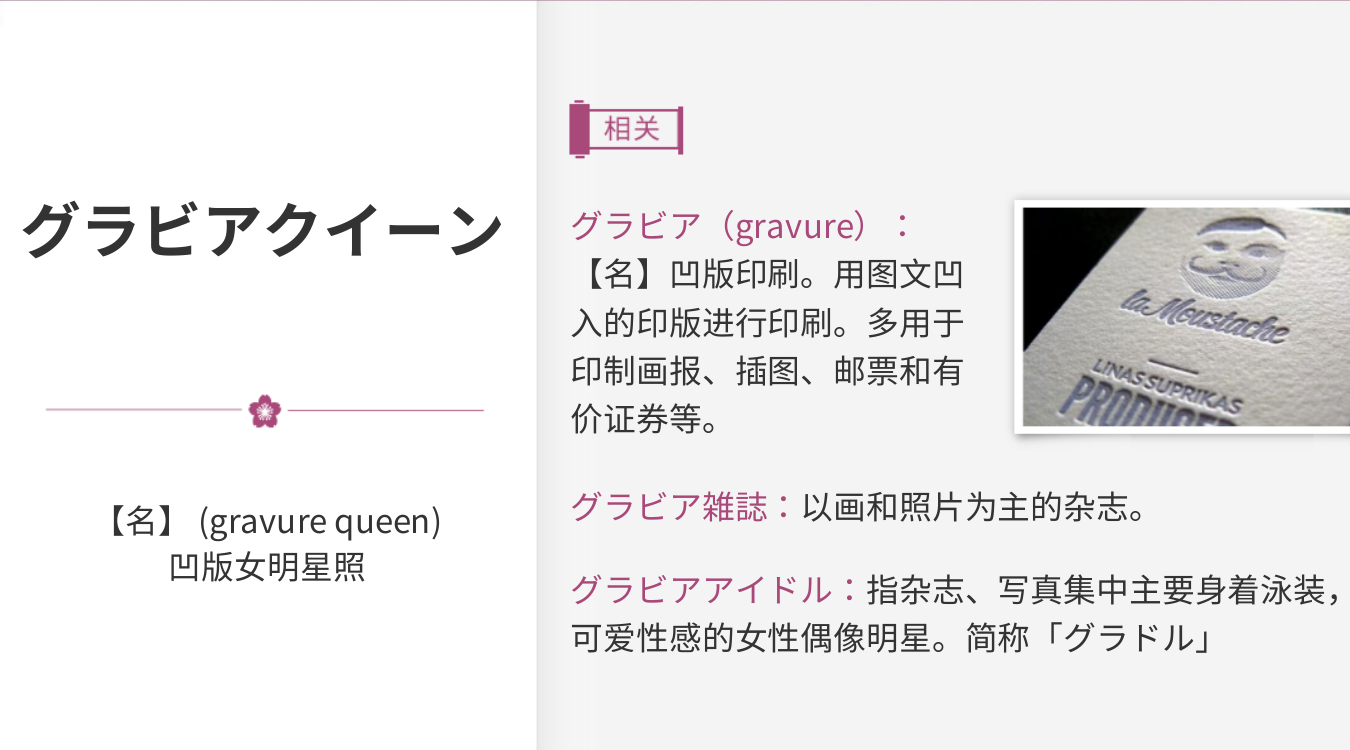 グラビアクイーン
【名】 (gravure queen)
凹版女明星照
相关
グラビア（gravure）：
【名】凹版印刷。用图文凹
入的印版进行印刷。多用于
印制画报、插图、邮票和有
价证券等。
la Moustache
LINAS SUPRIKAS
PRODUCER
グラビア雑誌：以画和照片为主的杂志。
グラビアアイドル：指杂志、写真集中主要身着泳装，
可爱性感的女性偶像明星。简称「グラドル」